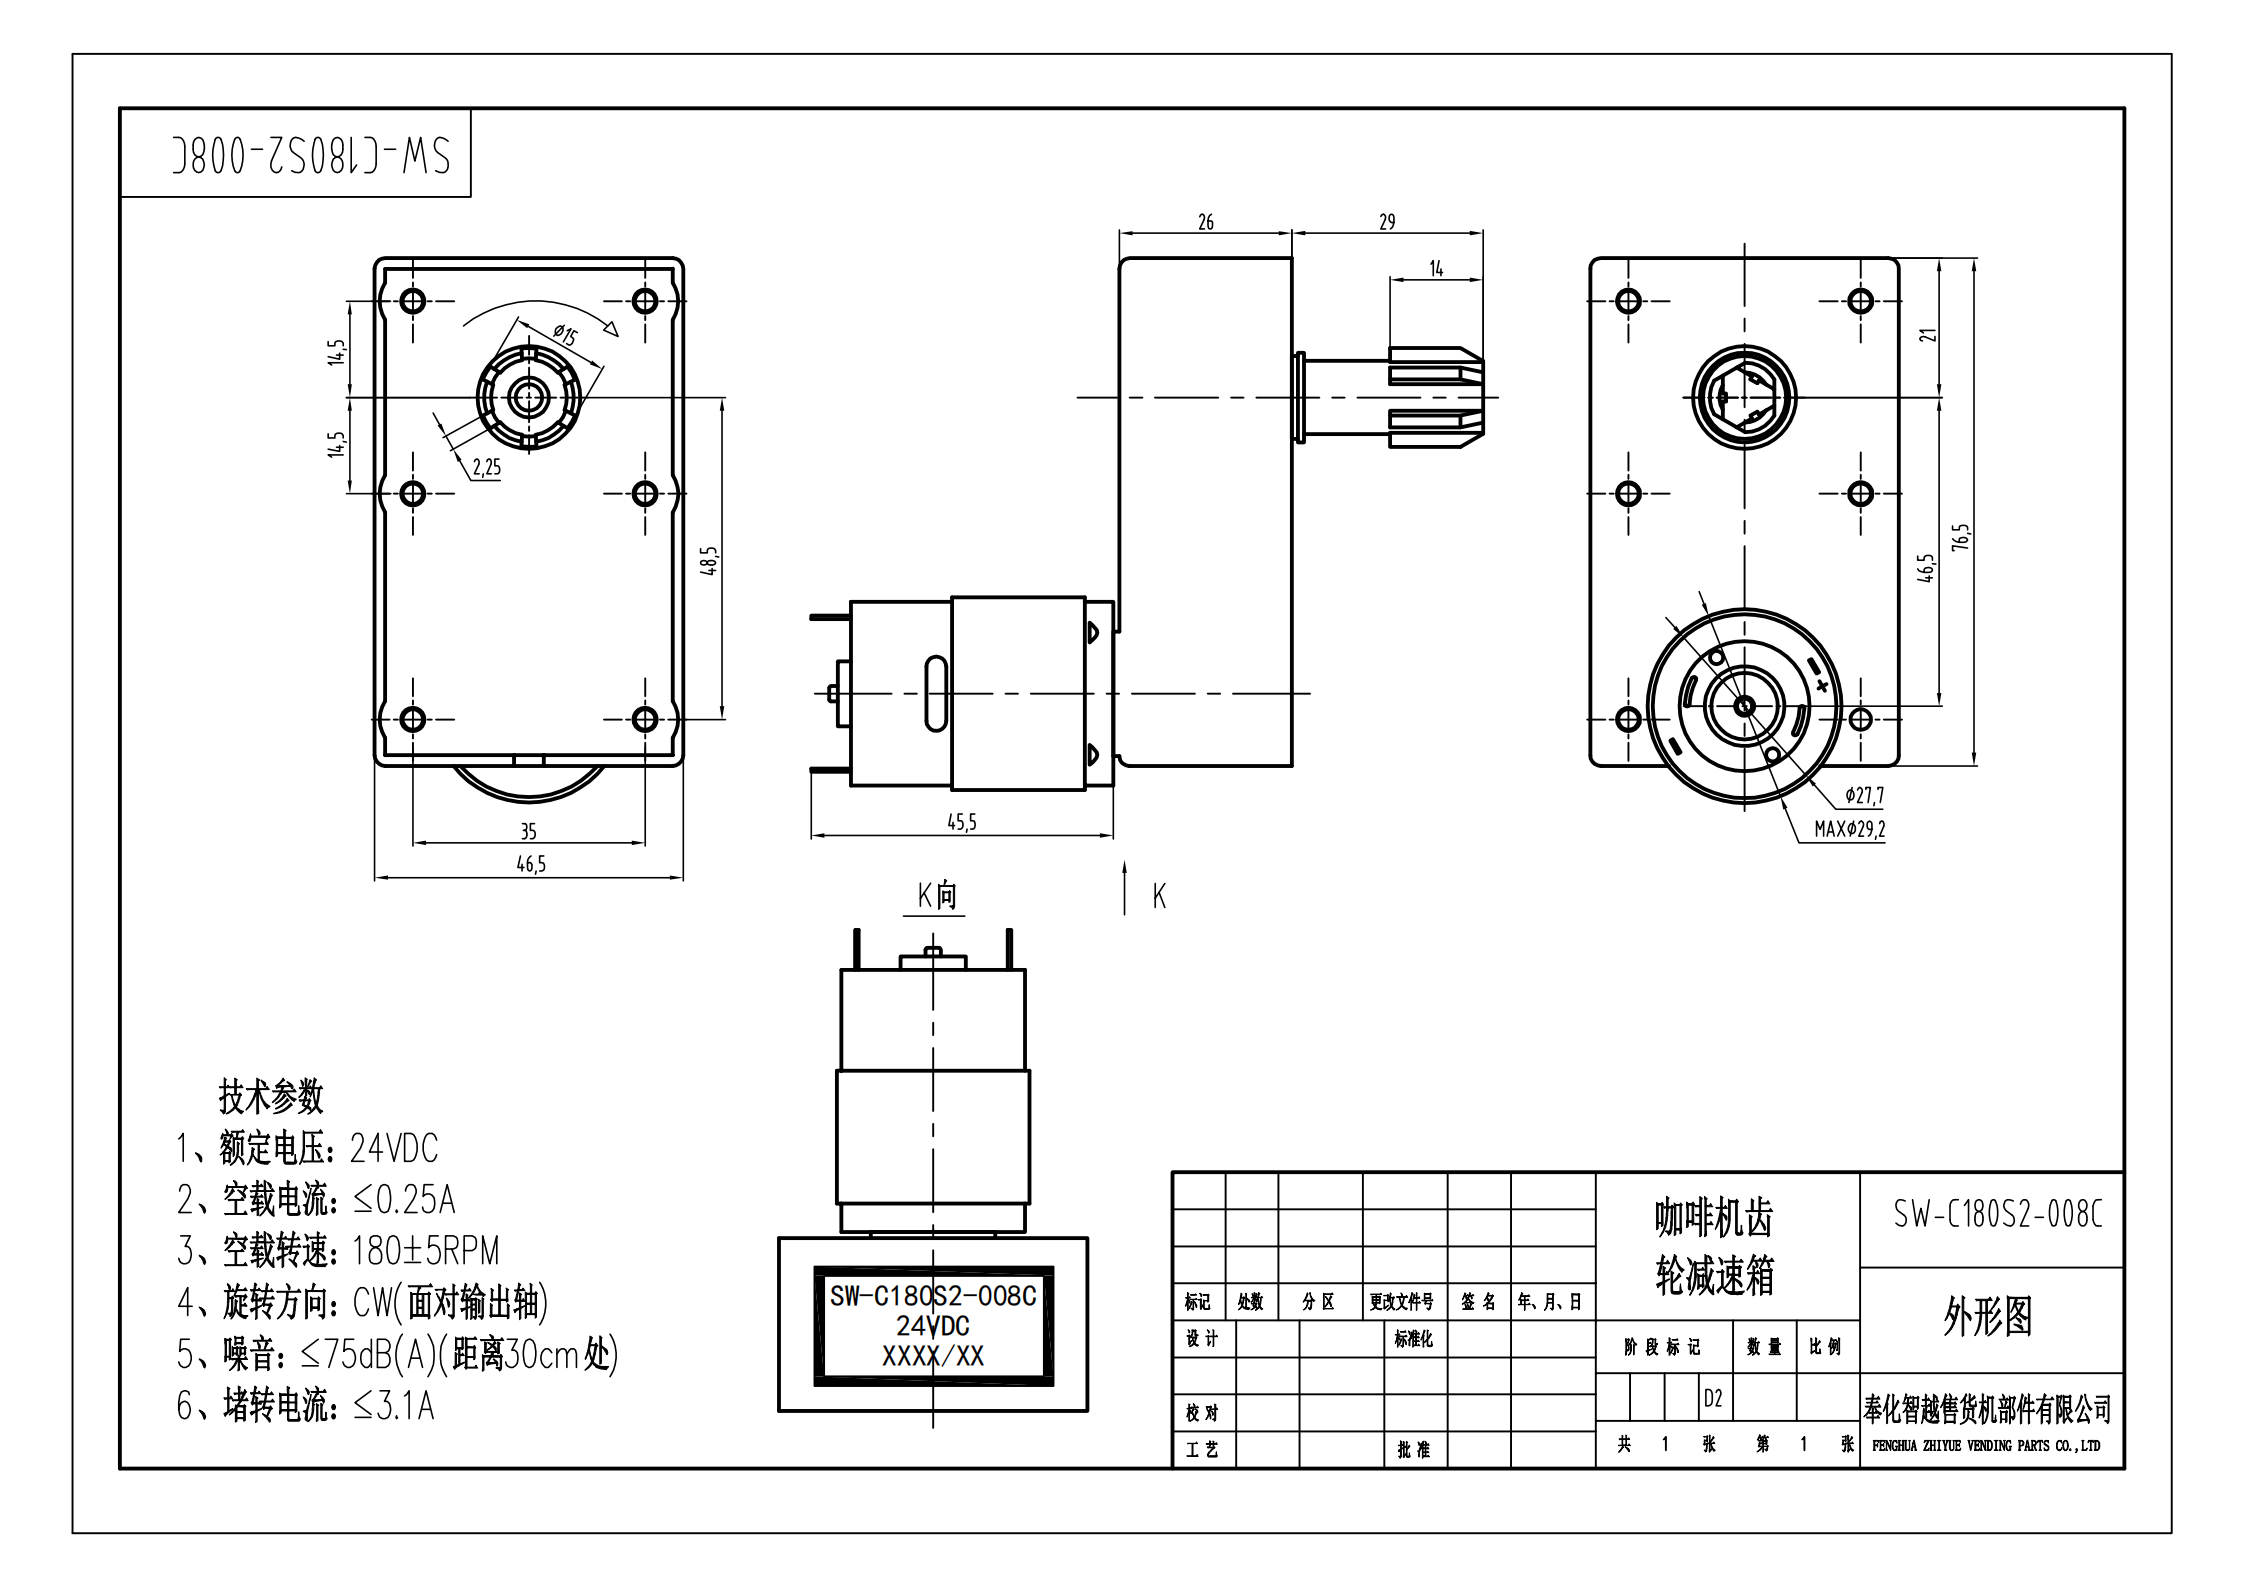 SW-C180S2-008C
26
29
14
14,5
14,5
ϕ15
2,25
48,5
35
46,5
45,5
21
46,5
76,5
ϕ27,7
MAXϕ29,2
K向
K
SW-C180S2-008C
24VDC
XXXX/XX
技术参数
1、额定电压：24VDC
2、空载电流：≤0.25A
3、空载转速：180±5RPM
4、旋转方向：CW(面对输出轴)
5、噪音：≤75dB(A)(距离30cm处)
6、堵转电流：≤3.1A
咖啡机齿
轮减速箱
SW-C180S2-008C
外形图
标记 处数 分 区 更改文件号 签 名 年、月、日
设 计 标准化
阶 段 标 记 数 量 比 例
D2
校 对
工 艺 批 准
共 1 张 第 1 张
奉化智越售货机部件有限公司
FENGHUA ZHIYUE VENDING PARTS CO.,LTD